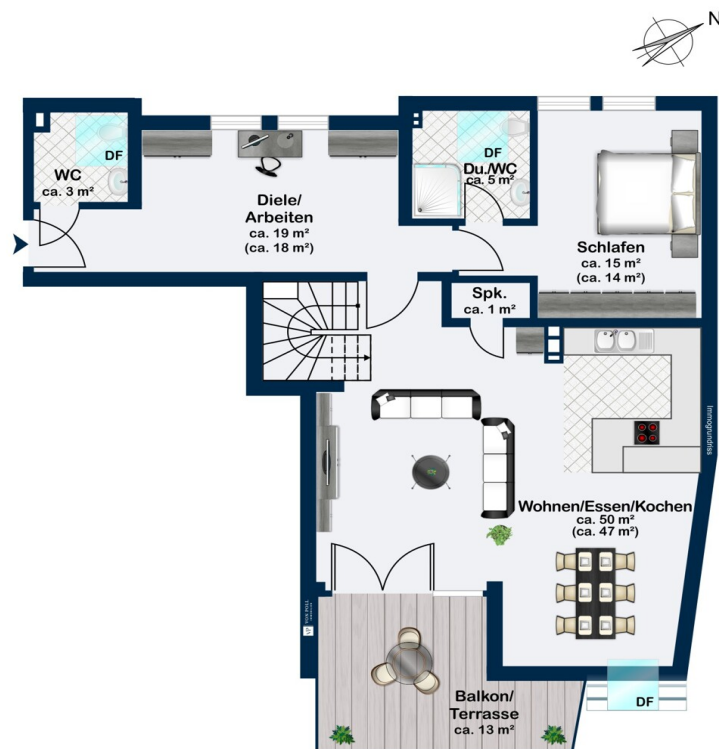 N
WC
ca. 3 m²
DF
Diele/
Arbeiten
ca. 19 m²
(ca. 18 m²)
DF
Du./WC
ca. 5 m²
Schlafen
ca. 15 m²
(ca. 14 m²)
Spk.
ca. 1 m²
Immogrundriss
Wohnen/Essen/Kochen
ca. 50 m²
(ca. 47 m²)
VON POLL
Balkon/
Terrasse
ca. 13 m²
DF